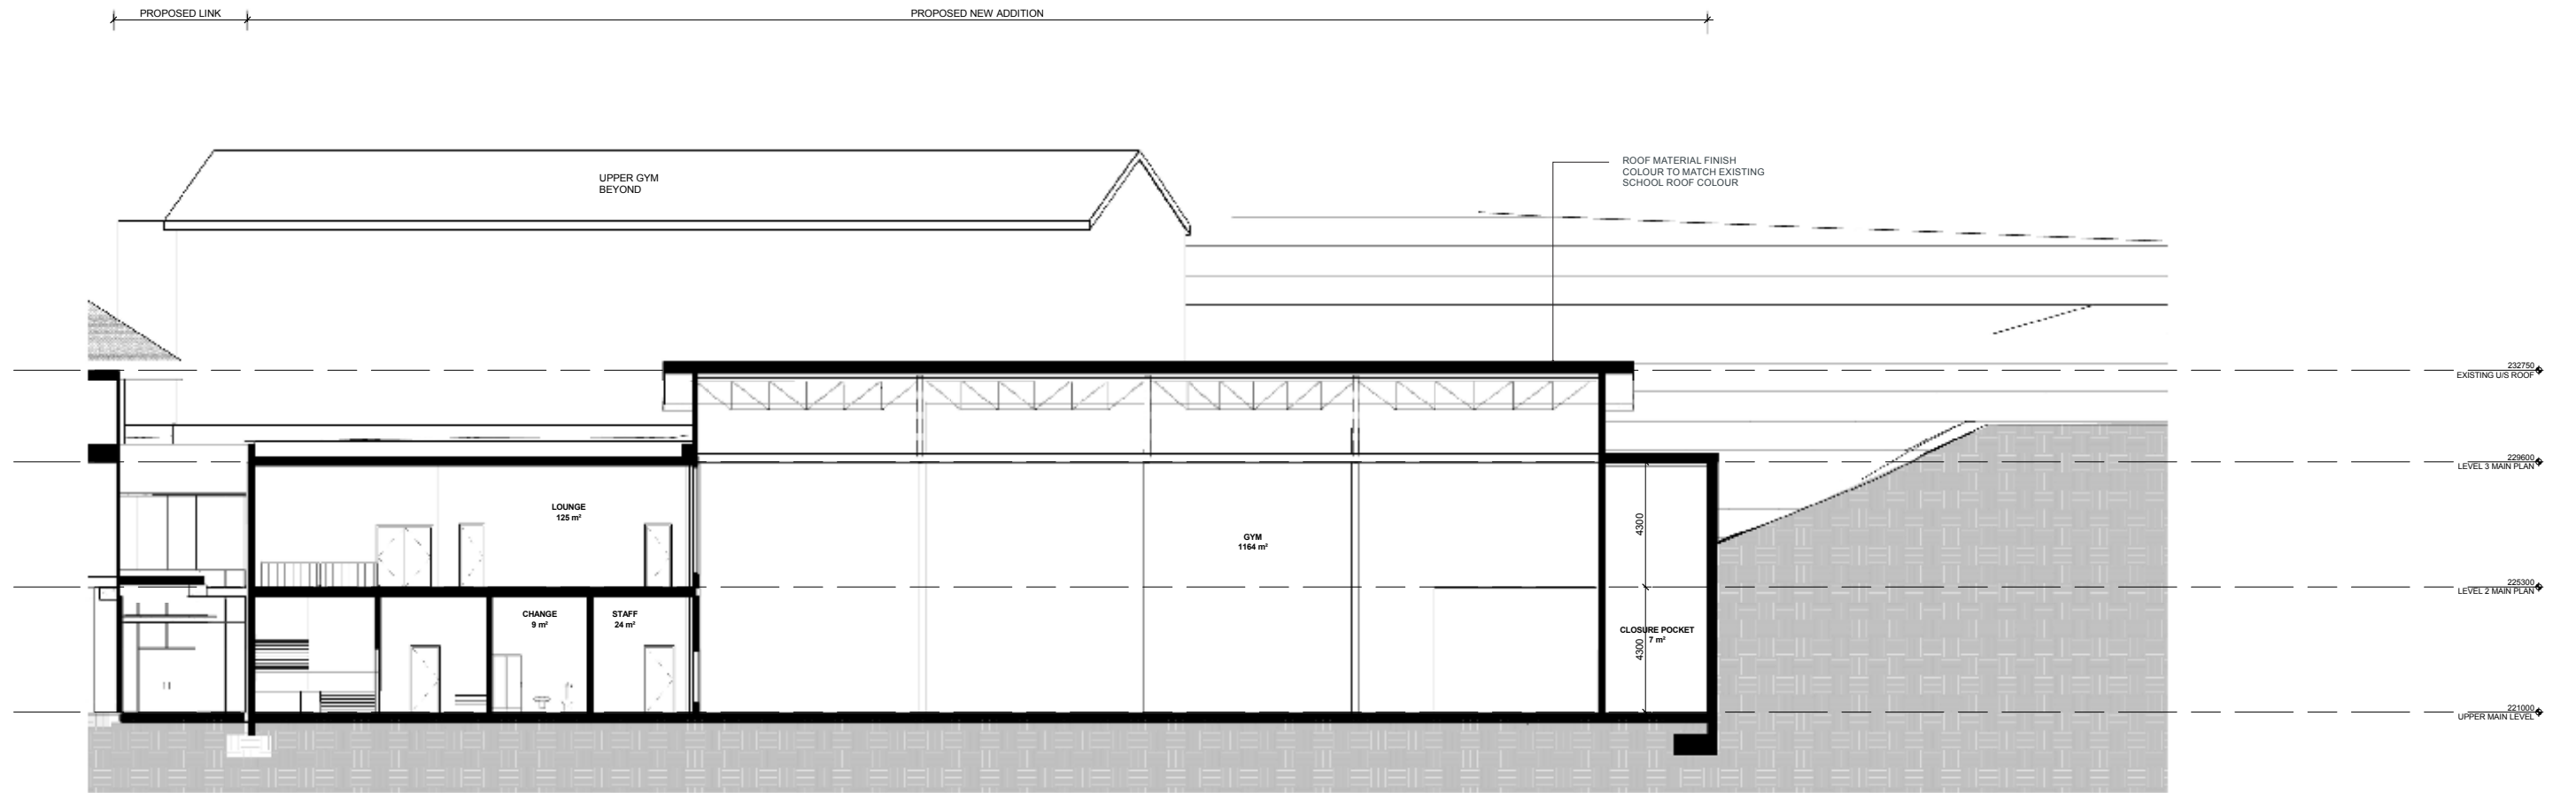 PROPOSED LINK
PROPOSED NEW ADDITION
UPPER GYM
BEYOND
ROOF MATERIAL FINISH
COLOUR TO MATCH EXISTING
SCHOOL ROOF COLOUR
232750
EXISTING U/S ROOF
229600
LEVEL 3 MAIN PLAN
LOUNGE
125 m²
GYM
1164 m²
4300
225300
LEVEL 2 MAIN PLAN
CHANGE
9 m²
STAFF
24 m²
CLOSURE POCKET
7 m²
4300
221000
UPPER MAIN LEVEL